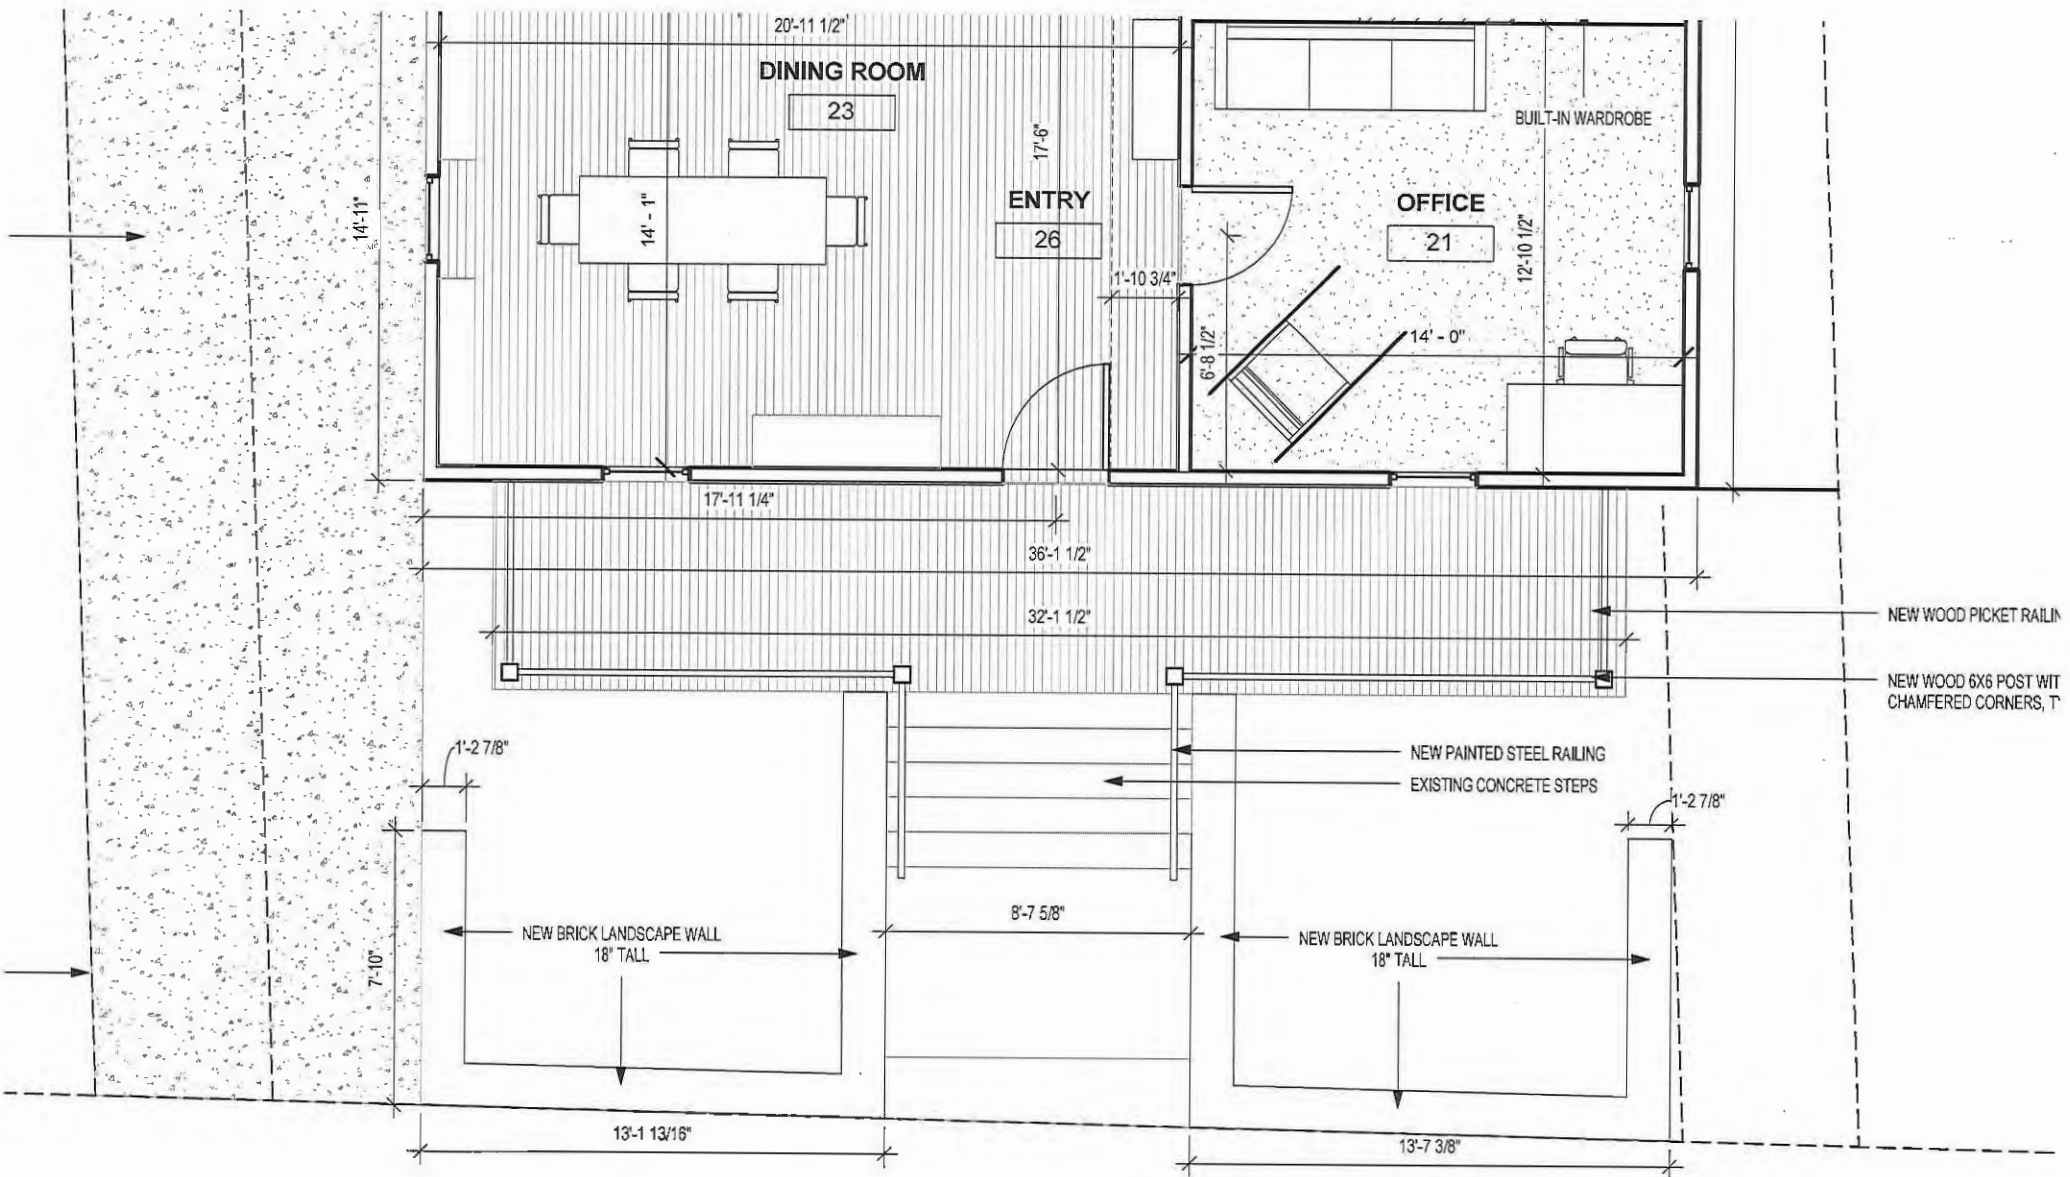 20'-11 1/2"
DINING ROOM
23
BUILT-IN WARDROBE
17'-6"
14'-11"
14' - 1"
ENTRY
26
OFFICE
21
12'-10 1/2"
1'-10 3/4"
6'-8 1/2"
14' - 0"
17'-11 1/4"
36'-1 1/2"
32'-1 1/2"
NEW WOOD PICKET
NEW WOOD 6X6 POST
CHAMFERED CORNERS,
1'-2 7/8"
NEW PAINTED STEEL RAILING
EXISTING CONCRETE STEPS
1'-2 7/8"
8'-7 5/8"
NEW BRICK LANDSCAPE WALL
18" TALL
NEW BRICK LANDSCAPE WALL
18" TALL
7'-10"
13'-1 13/16"
13'-7 3/8"